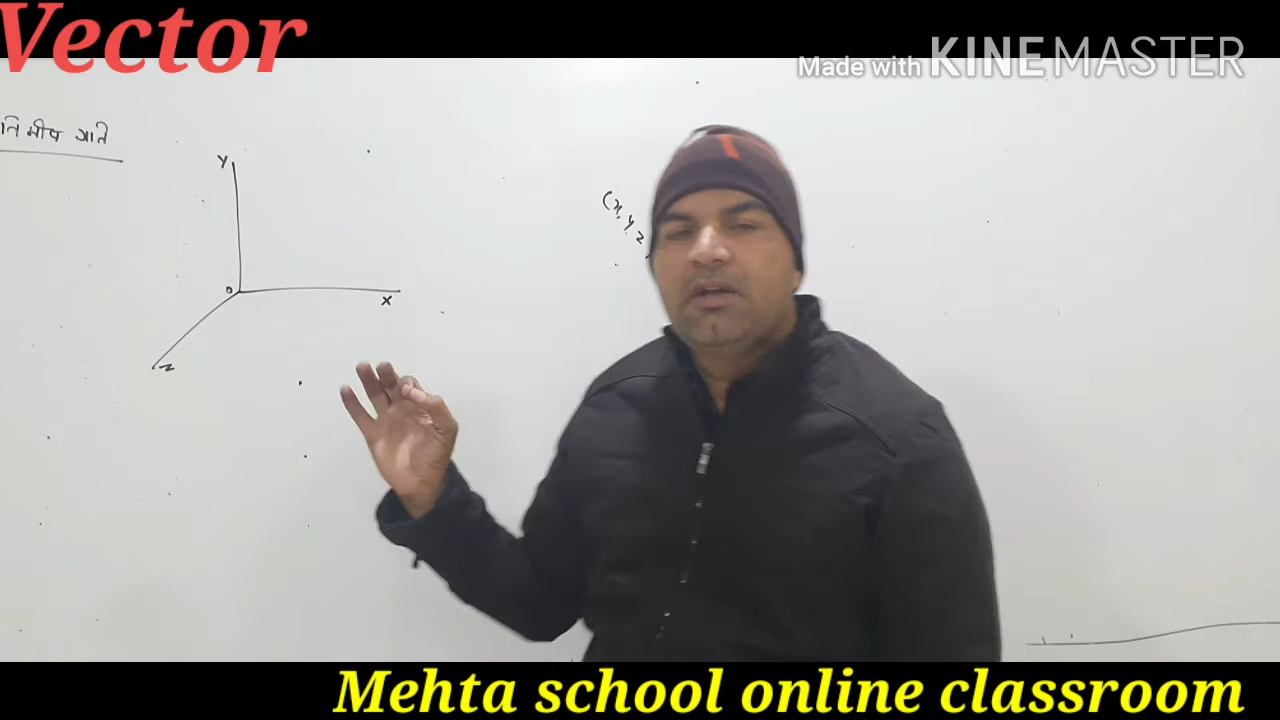 Vector
Made with KINEMASTER
Y
(x, y, z
O
X
Z
Mehta school online classroom